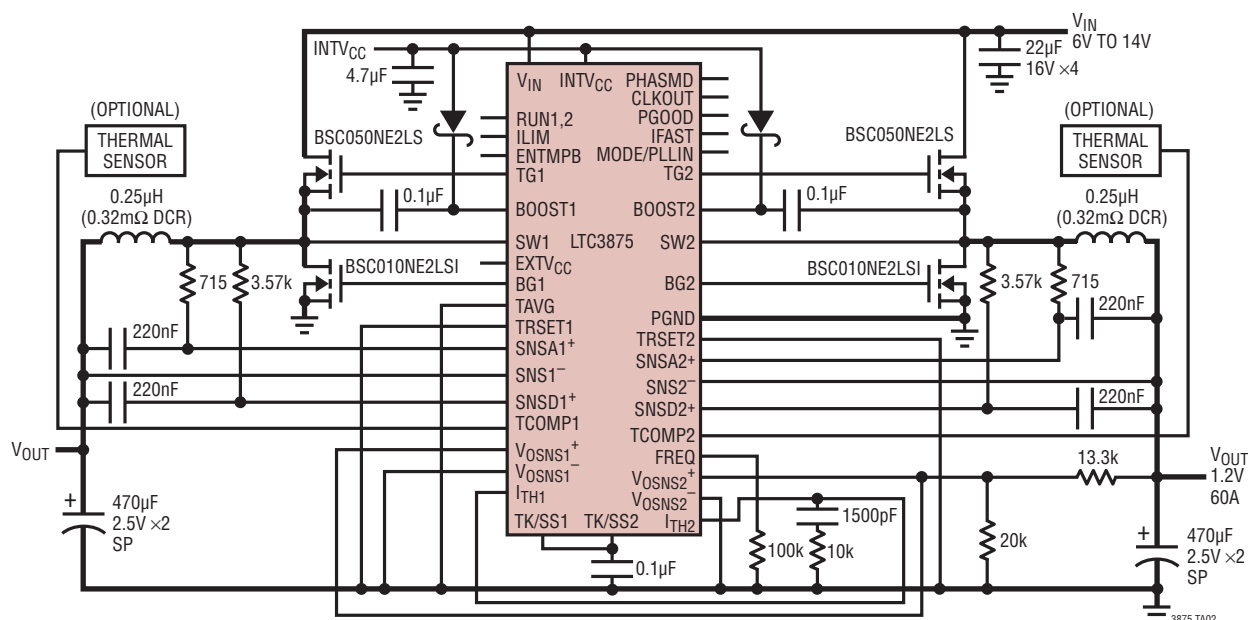 V_IN
6V TO 14V
22µF
16V ×4
INTV_CC
4.7µF
(OPTIONAL)
THERMAL
SENSOR
0.25µH
(0.32mΩ DCR)
BSC050NE2LS
0.1µF
715
3.57k
BSC010NE2LSI
220nF
220nF
V_OUT
+
470µF
2.5V ×2
SP
V_IN
INTV_CC
RUN1,2
ILIM
ENTMPB
TG1
BOOST1
SW1
EXTV_CC
BG1
TAVG
TRSET1
SNSA1+
SNS1–
SNSD1+
TCOMP1
V_OSNS1+
V_OSNS1–
I_TH1
TK/SS1
TK/SS2
LTC3875
PHASMD
CLKOUT
PGOOD
IFAST
MODE/PLLIN
TG2
BOOST2
SW2
BG2
PGND
TRSET2
SNSA2+
SNS2–
SNSD2+
TCOMP2
FREQ
V_OSNS2+
V_OSNS2–
I_TH2
0.1µF
BSC050NE2LS
0.1µF
(OPTIONAL)
THERMAL
SENSOR
0.25µH
(0.32mΩ DCR)
BSC010NE2LSI
3.57k
715
220nF
220nF
13.3k
V_OUT
1.2V
60A
1500pF
100k
10k
20k
+
470µF
2.5V ×2
SP
3875 TA02